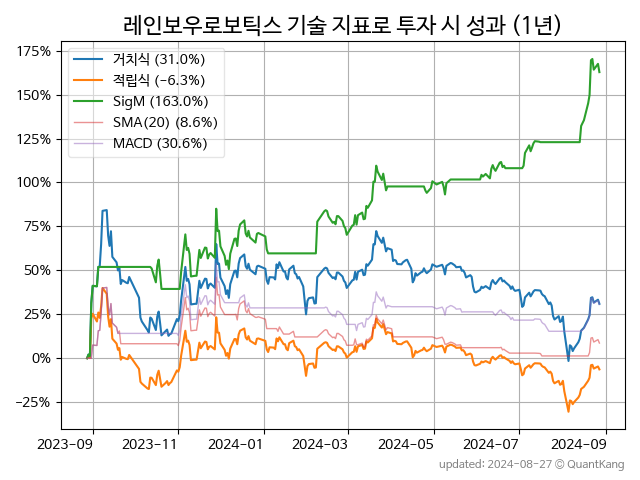 레인보우로보틱스 기술 지표로 투자 시 성과 (1년)
175%
150%
125%
100%
75%
50%
25%
0%
−25%
거치식 (31.0%)
적립식 (−6.3%)
SigM (163.0%)
SMA(20) (8.6%)
MACD (30.6%)
2023-09 2023-11 2024-01 2024-03 2024-05 2024-07 2024-09
updated: 2024-08-27 © QuantKang